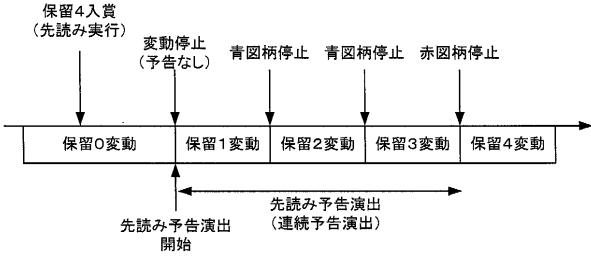 保留4入賞
(先読み実行)
変動停止
(予告なし)
青図柄停止
青図柄停止
赤図柄停止
保留0変動
保留1変動
保留2変動
保留3変動
保留4変動
先読み予告演出
開始
先読み予告演出
(連続予告演出)